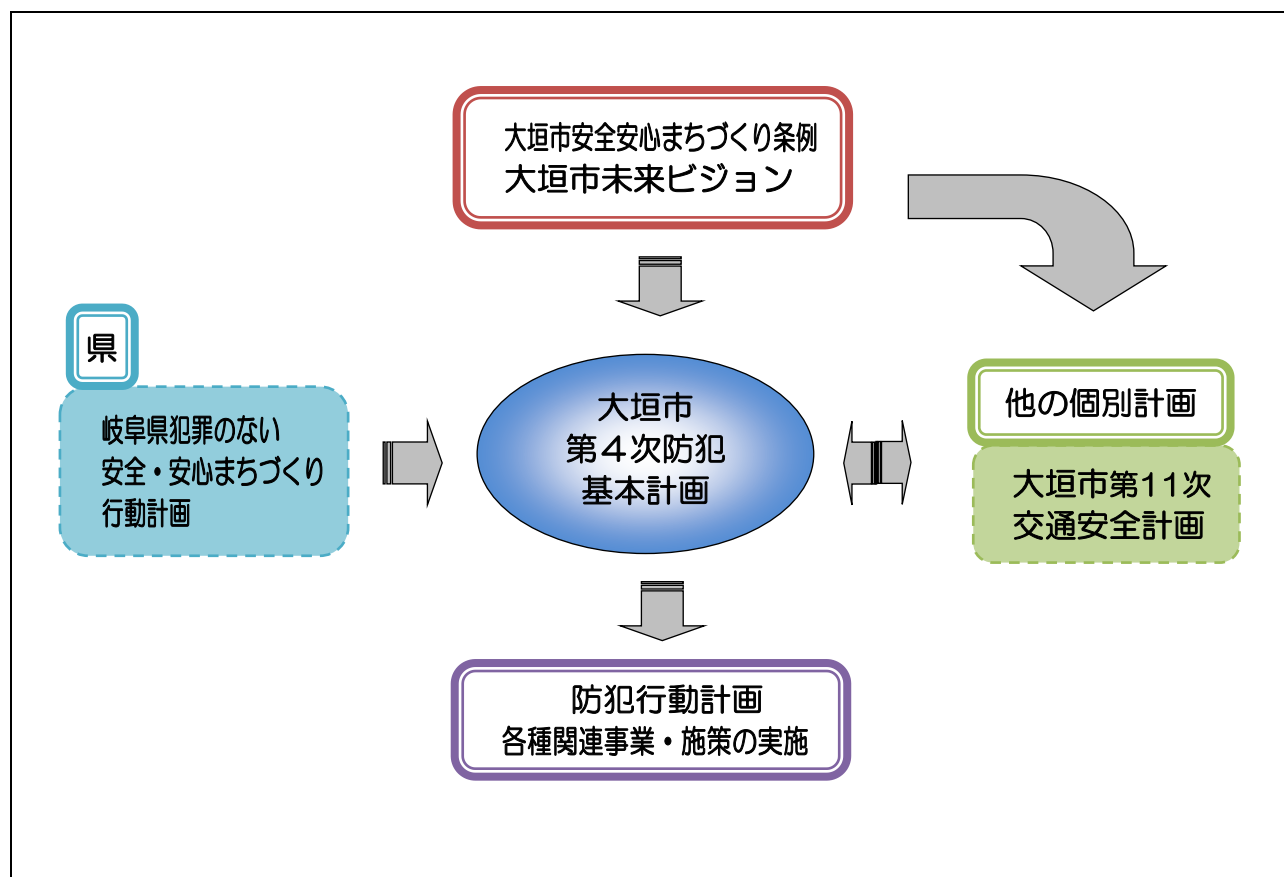 大垣市安全安心まちづくり条例
大垣市未来ビジョン
県
岐阜県犯罪のない
安全・安心まちづくり
行動計画
大垣市
第４次防犯
基本計画
他の個別計画
大垣市第11次
交通安全計画
防犯行動計画
各種関連事業・施策の実施